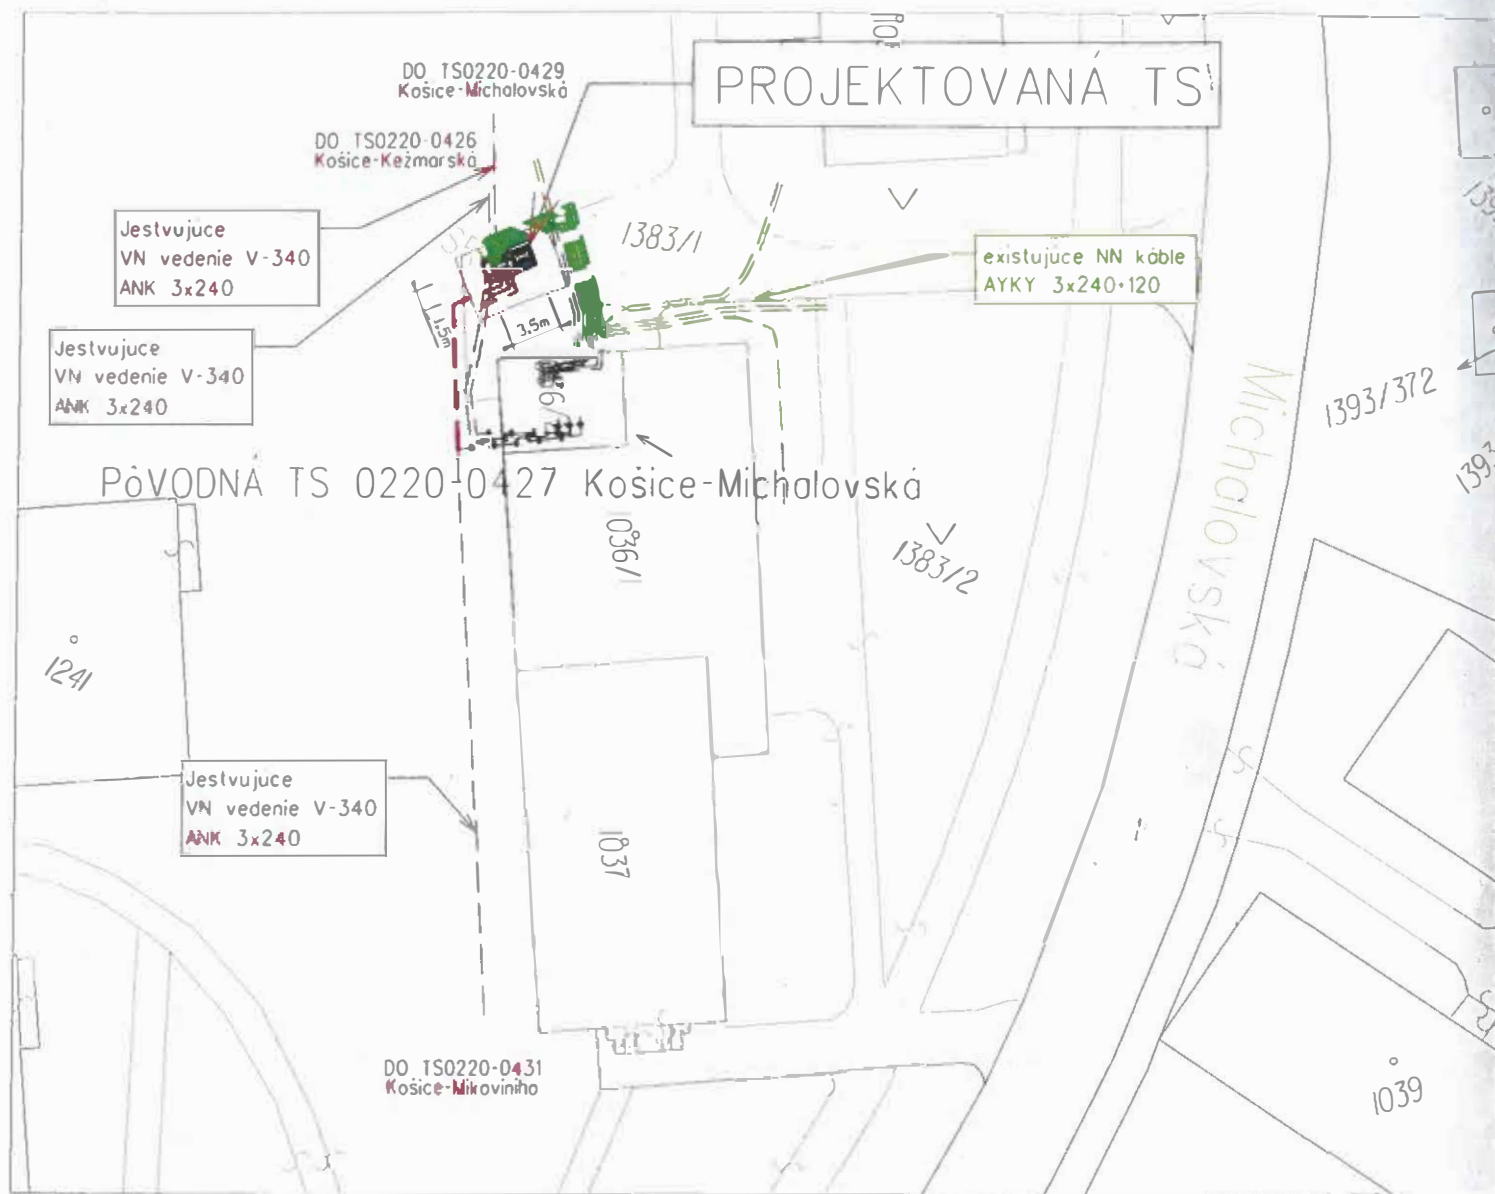 DO TS0220-0429
Košice-Michalovská
PROJEKTOVANÁ TS
DO TS0220-0426
Košice-Kežmarská
Jestvujuce
VN vedenie V-340
ANK 3x240
1383/1
existujuce NN káble
AYKY 3x240+120
1.5m
3.5m
Jestvujuce
VN vedenie V-340
ANK 3x240
1393/372
Michalovská
PôVODNÁ TS 0220-0427 Košice-Michalovská
1036/1
1383/2
1241
Jestvujuce
VN vedenie V-340
ANK 3x240
1037
DO TS0220-0431
Košice-Mikoviniho
1039